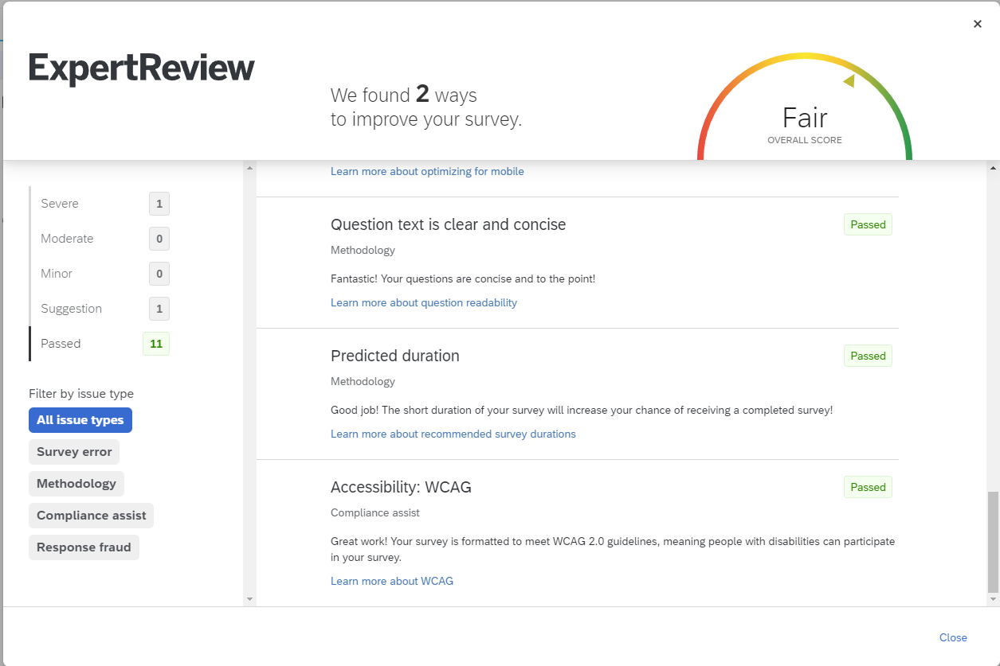 ×
ExpertReview
We found 2 ways
to improve your survey.
Fair
OVERALL SCORE
Severe 1
Moderate 0
Minor 0
Suggestion 1
Passed 11
Filter by issue type
All issue types
Survey error
Methodology
Compliance assist
Response fraud
Learn more about optimizing for mobile
Question text is clear and concise
Passed
Methodology
Fantastic! Your questions are concise and to the point!
Learn more about question readability
Predicted duration
Passed
Methodology
Good job! The short duration of your survey will increase your chance of receiving a completed survey!
Learn more about recommended survey durations
Accessibility: WCAG
Passed
Compliance assist
Great work! Your survey is formatted to meet WCAG 2.0 guidelines, meaning people with disabilities can participate
in your survey.
Learn more about WCAG
Close